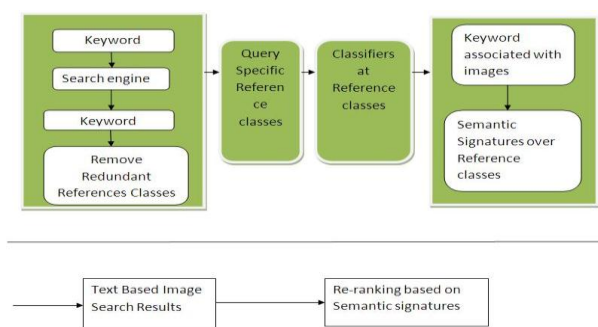 Keyword
Search engine
Keyword
Remove
Redundant
References Classes
Query
Specific
Referen
ce
classes
Classifiers
at
Reference
classes
Keyword
associated with
images
Semantic
Signatures over
Reference
classes
Text Based Image
Search Results
Re-ranking based on
Semantic signatures